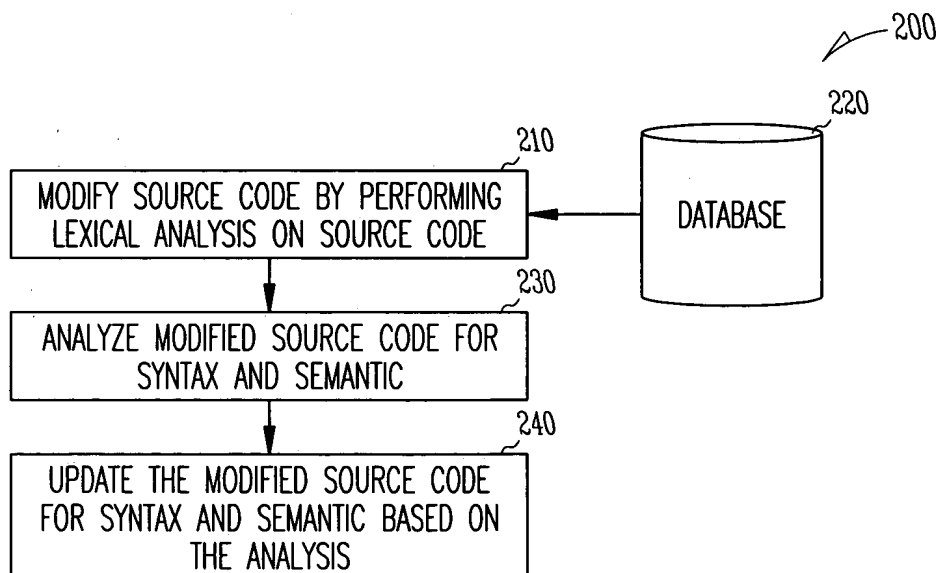 200
220
210
MODIFY SOURCE CODE BY PERFORMING
LEXICAL ANALYSIS ON SOURCE CODE
DATABASE
230
ANALYZE MODIFIED SOURCE CODE FOR
SYNTAX AND SEMANTIC
240
UPDATE THE MODIFIED SOURCE CODE
FOR SYNTAX AND SEMANTIC BASED ON
THE ANALYSIS